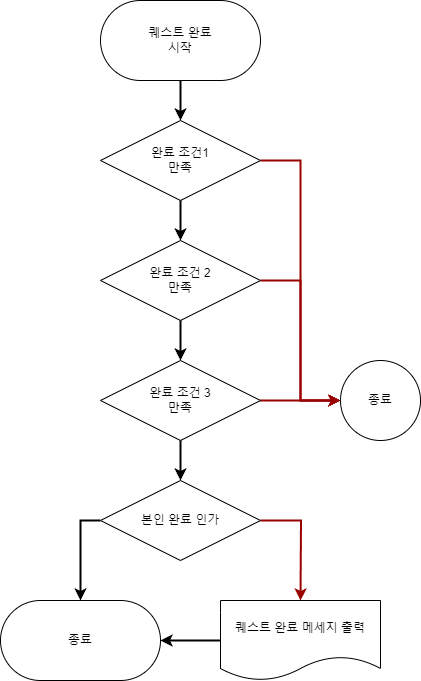 퀘스트 완료
시작
완료 조건1
만족
완료 조건 2
만족
완료 조건 3
만족
종료
본인 완료 인가
종료
퀘스트 완료 메세지 출력